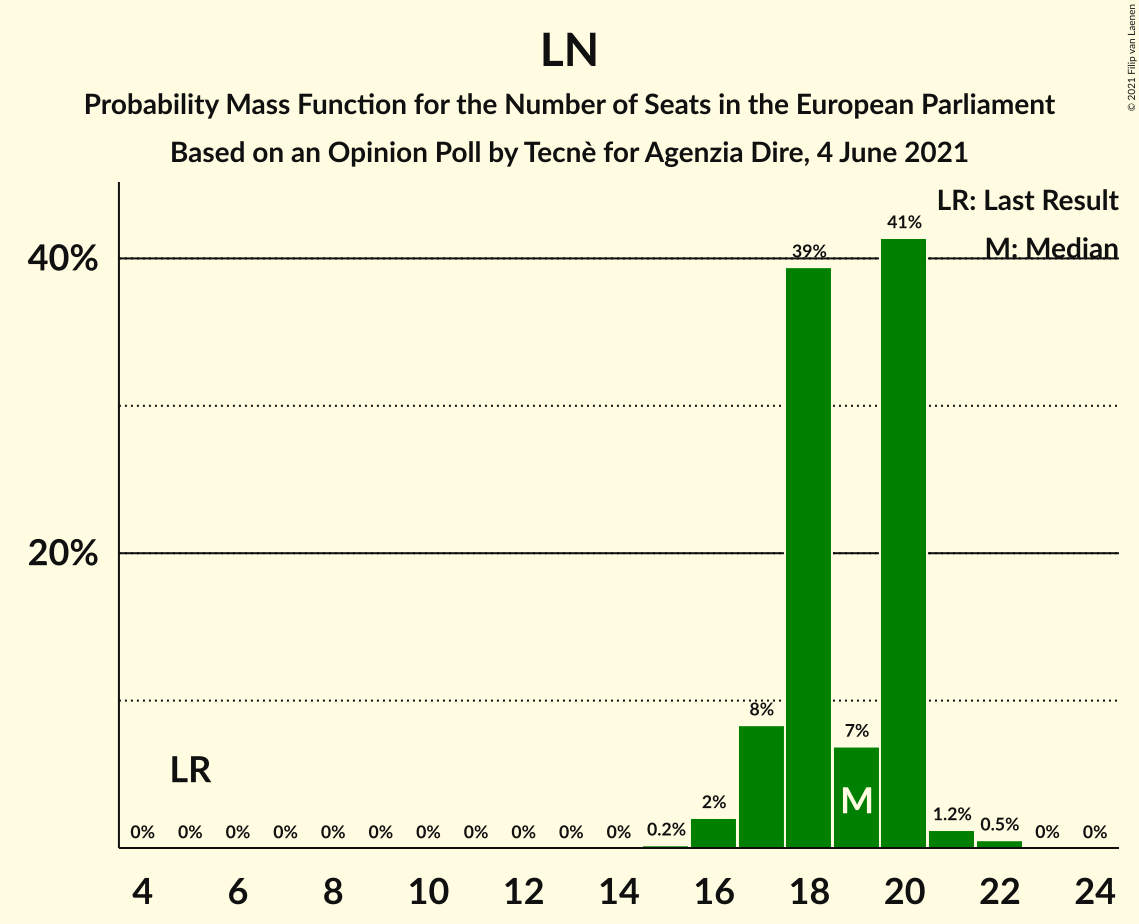 © 2021 Filip van Laenen
LN
Probability Mass Function for the Number of Seats in the European Parliament
Based on an Opinion Poll by Tecnè for Agenzia Dire, 4 June 2021
LR: Last Result
M: Median
40%
20%
0% 0% 0% 0% 0% 0% 0% 0% 0% 0% 0% 0.2% 2% 8% 39% 7% 41% 1.2% 0.5% 0% 0%
LR
M
4 6 8 10 12 14 16 18 20 22 24